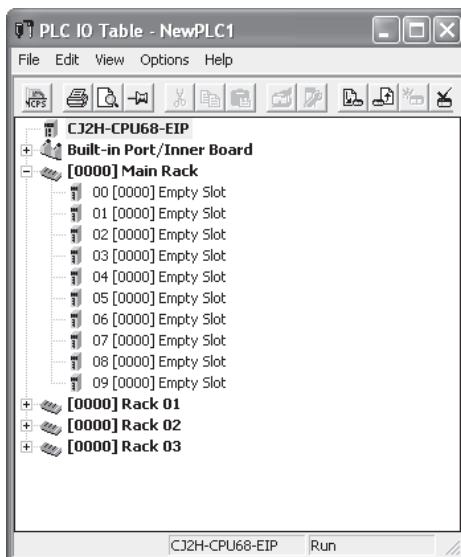 PLC IO Table - NewPLC1
File Edit View Options Help
NCPS
CJ2H-CPU68-EIP
Built-in Port/Inner Board
[0000] Main Rack
00 [0000] Empty Slot
01 [0000] Empty Slot
02 [0000] Empty Slot
03 [0000] Empty Slot
04 [0000] Empty Slot
05 [0000] Empty Slot
06 [0000] Empty Slot
07 [0000] Empty Slot
08 [0000] Empty Slot
09 [0000] Empty Slot
[0000] Rack 01
[0000] Rack 02
[0000] Rack 03
CJ2H-CPU68-EIP Run